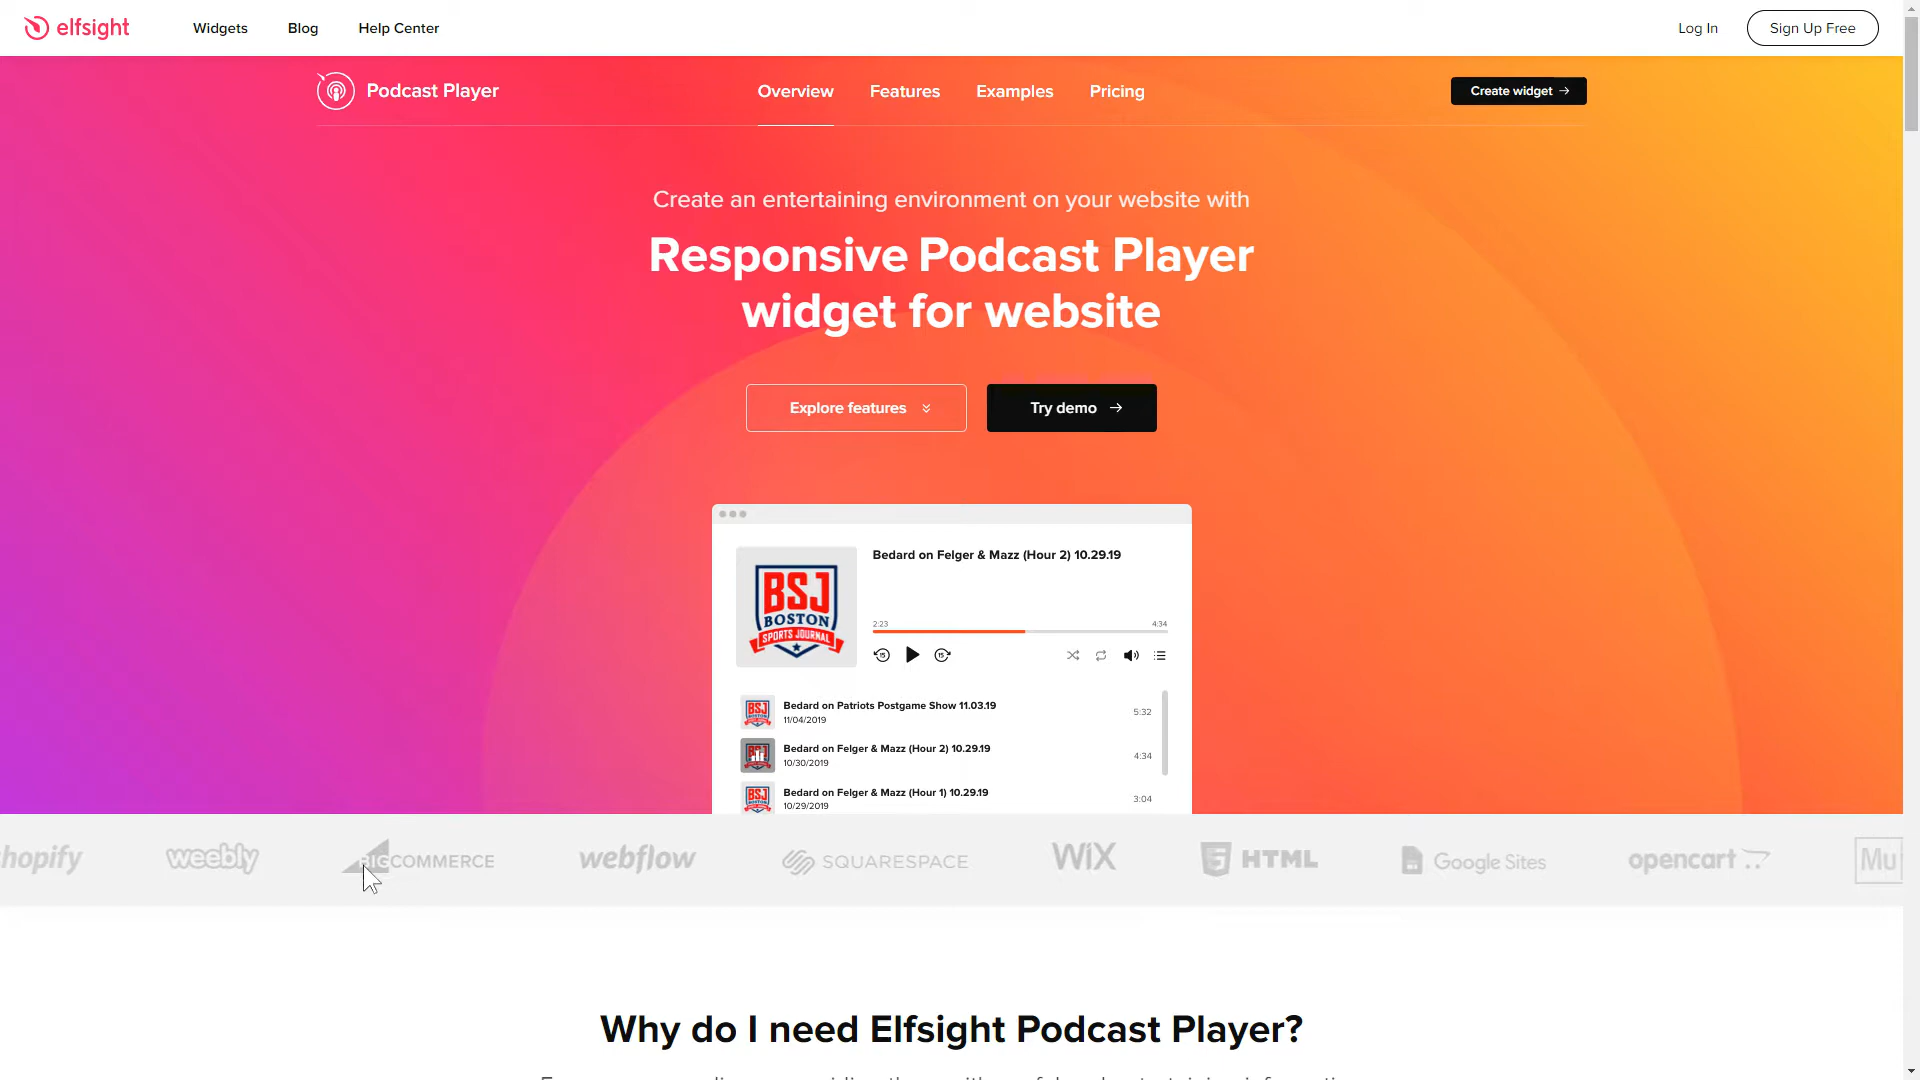 elfsight
Widgets
Blog
Help Center
Log In
Sign Up Free
Podcast Player
Overview
Features
Examples
Pricing
Create widget
Create an entertaining environment on your website with
Responsive Podcast Player
widget for website
Explore features
Try demo
Bedard on Felger & Mazz (Hour 2) 10.29.19
BSJ
BOSTON
SPORTS JOURNAL
2:23
4:34
15
15
BSJ
Bedard on Patriots Postgame Show 11.03.19
11/04/2019
5:32
Bedard on Felger & Mazz (Hour 2) 10.29.19
10/30/2019
4:34
BSJ
Bedard on Felger & Mazz (Hour 1) 10.29.19
10/29/2019
3:04
hopify
weebly
BIGCOMMERCE
webflow
SQUARESPACE
WiX
HTML
Google Sites
opencart
Mu
Why do I need Elfsight Podcast Player?